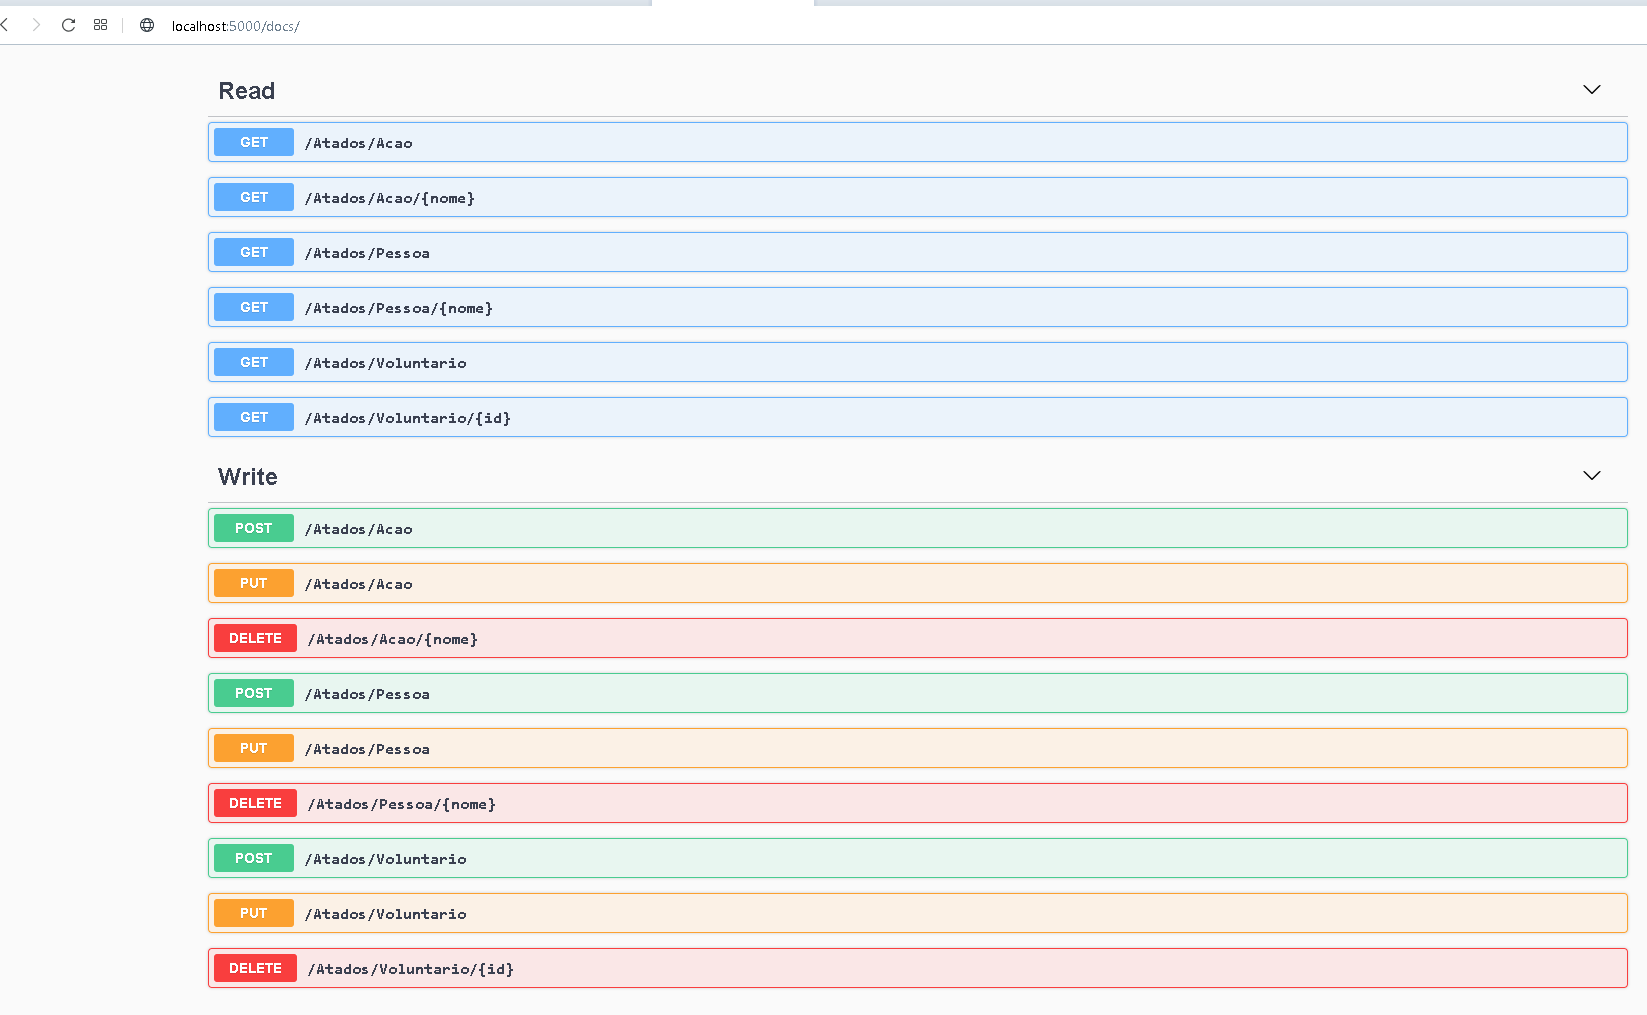 localhost:5000/docs/
Read
GET /Atados/Acao
GET /Atados/Acao/{nome}
GET /Atados/Pessoa
GET /Atados/Pessoa/{nome}
GET /Atados/Voluntario
GET /Atados/Voluntario/{id}
Write
POST /Atados/Acao
PUT /Atados/Acao
DELETE /Atados/Acao/{nome}
POST /Atados/Pessoa
PUT /Atados/Pessoa
DELETE /Atados/Pessoa/{nome}
POST /Atados/Voluntario
PUT /Atados/Voluntario
DELETE /Atados/Voluntario/{id}